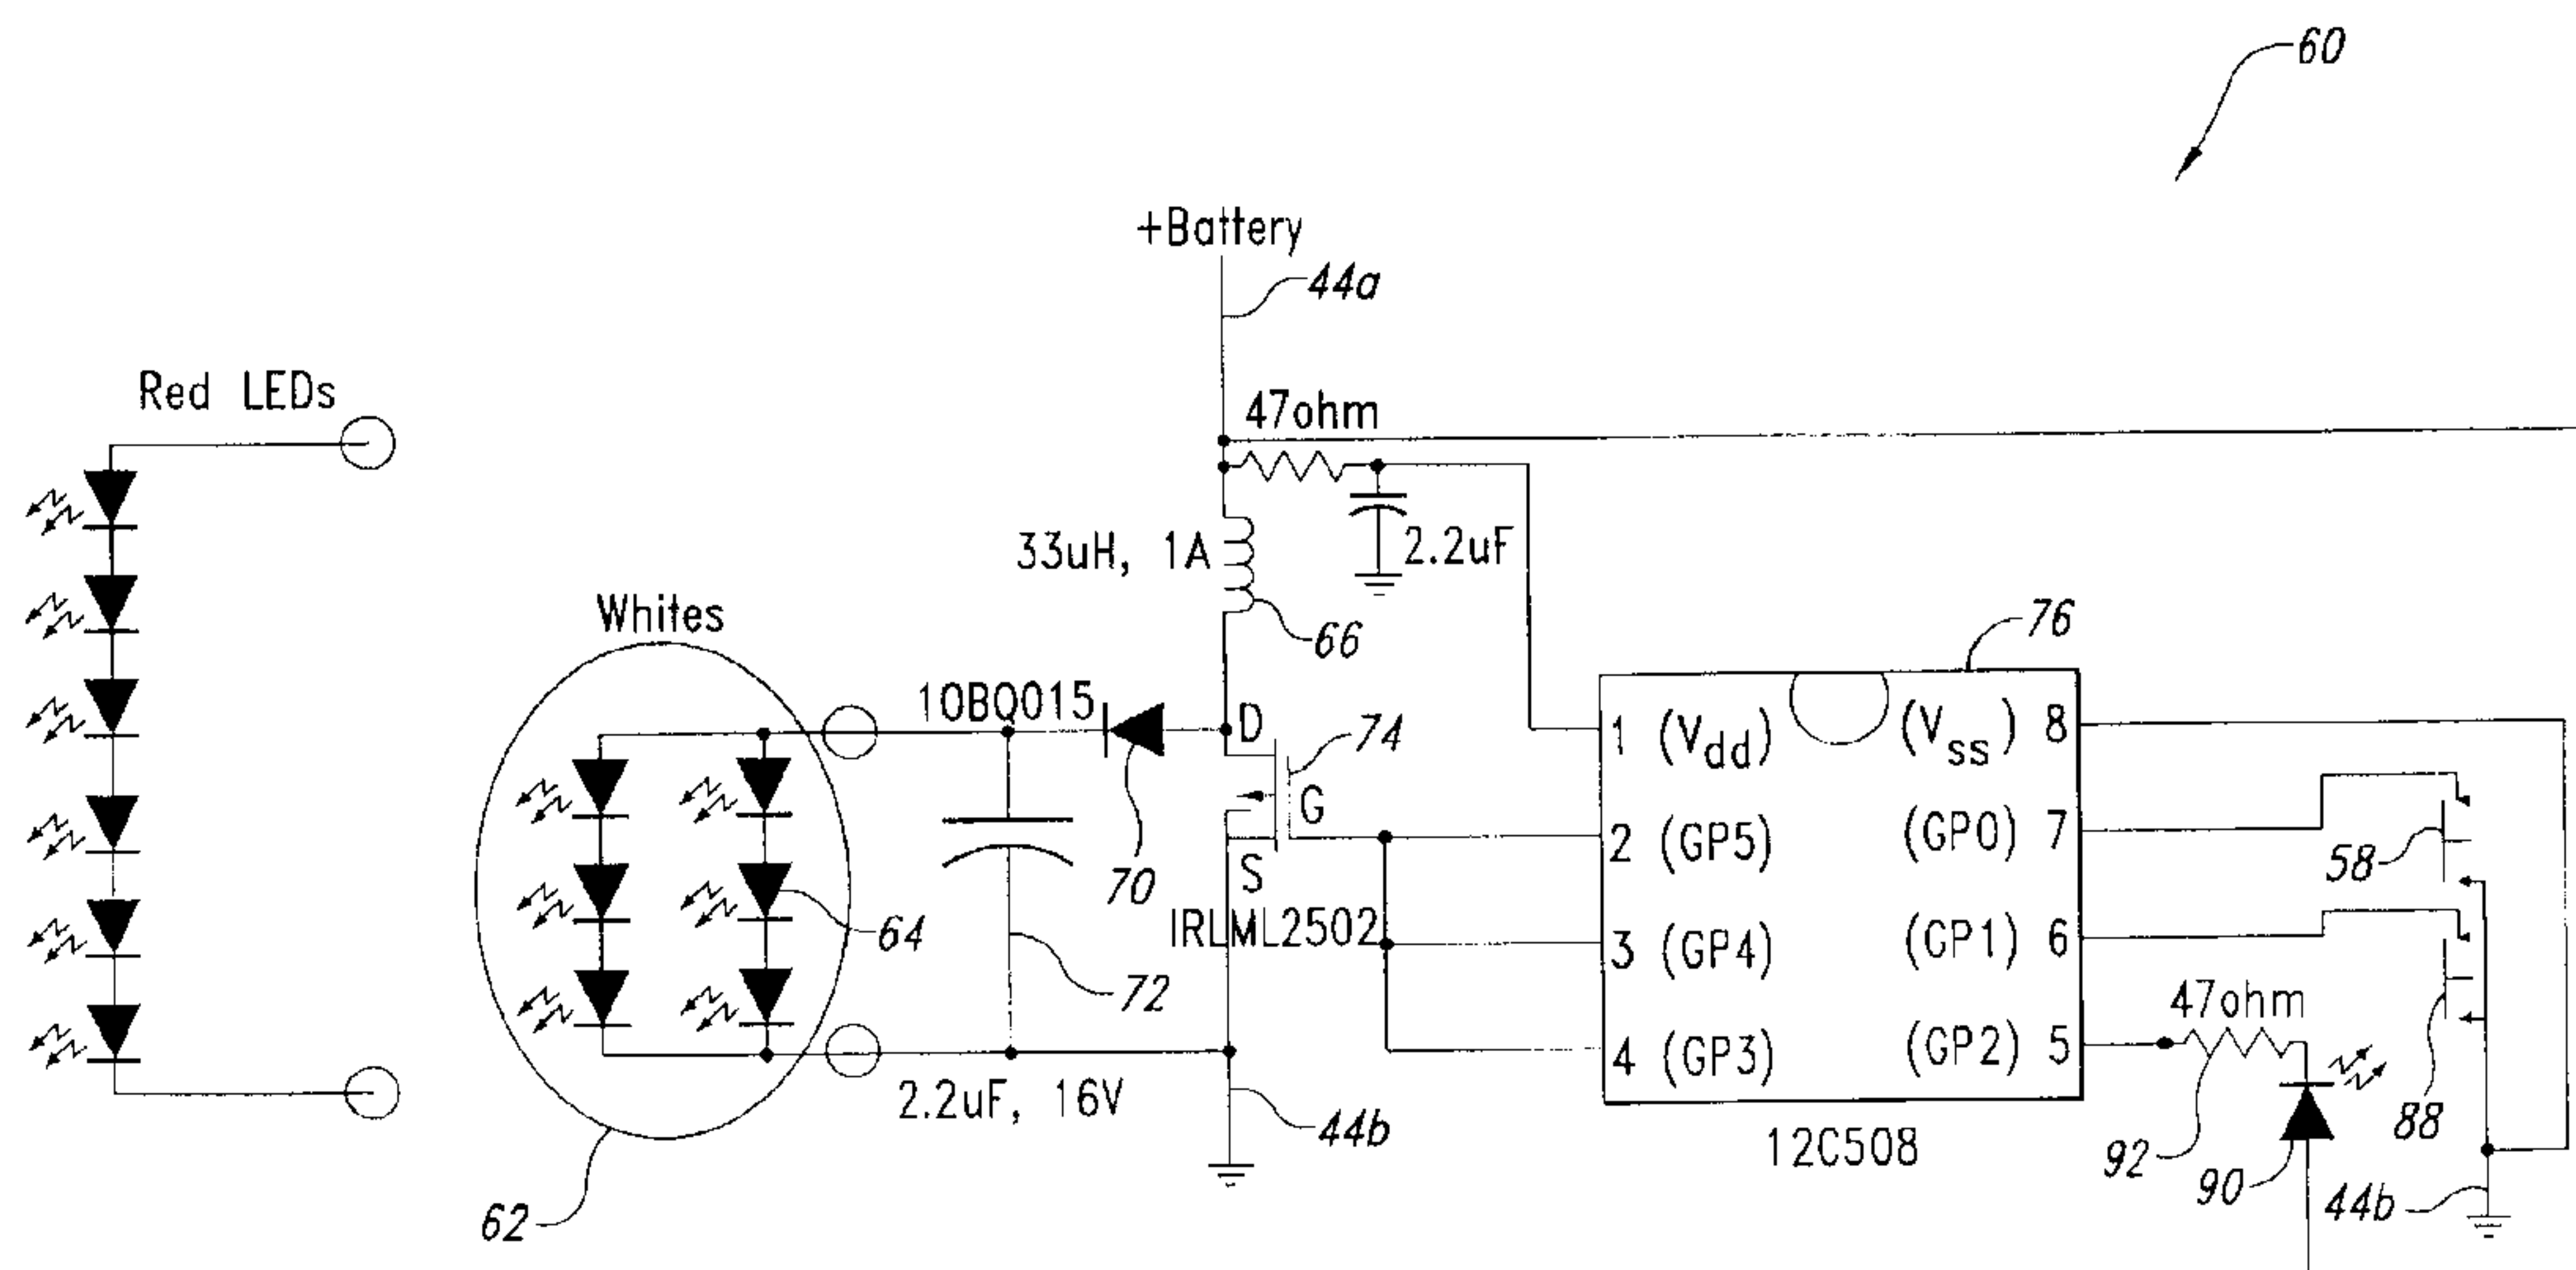 60
+Battery
44a
Red LEDs
47ohm
33uH, 1A
2.2uF
66
Whites
76
10BQ015
D
74
G
S
70
IRLML2502
64
72
2.2uF, 16V
44b
62
1 (Vdd)
2 (GP5)
3 (GP4)
4 (GP3)
(Vss) 8
(GP0) 7
(GP1) 6
(GP2) 5
12C508
58
47ohm
88
92
90
44b